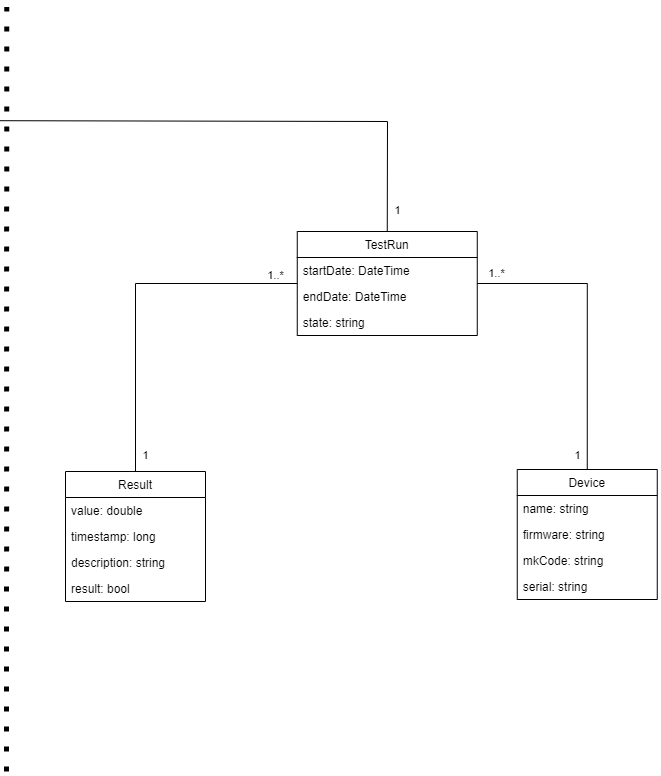 1
TestRun
1..*
startDate: DateTime
1..*
endDate: DateTime
state: string
1
1
Result
Device
value: double
name: string
timestamp: long
firmware: string
description: string
mkCode: string
result: bool
serial: string